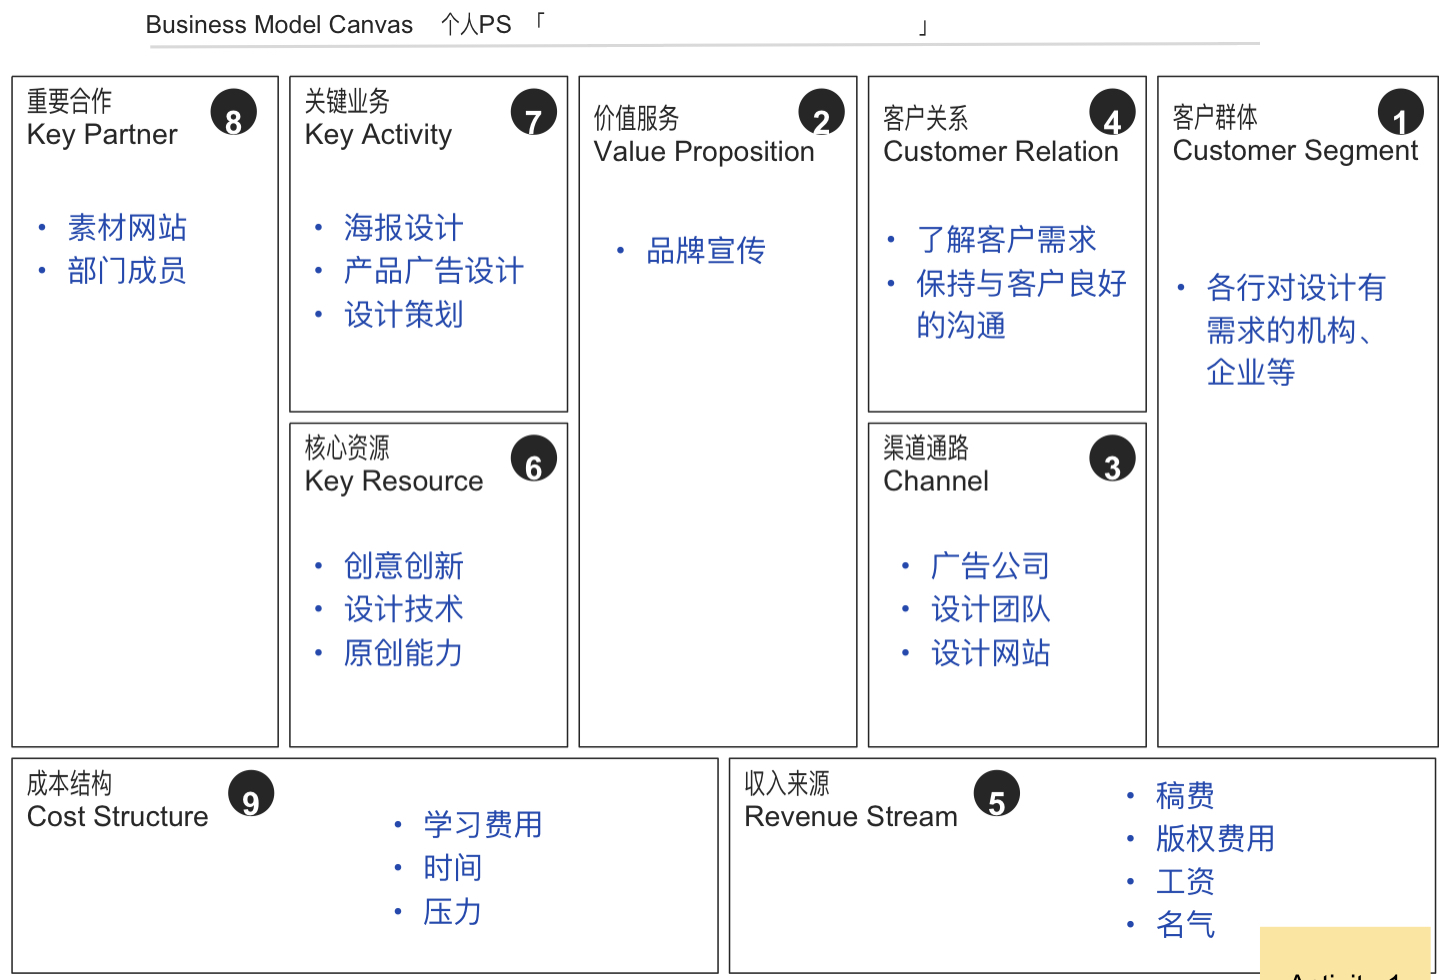 Business Model Canvas 个人PS 「 」
重要合作
Key Partner
8
• 素材网站
• 部门成员
关键业务
Key Activity
7
• 海报设计
• 产品广告设计
• 设计策划
价值服务
Value Proposition
2
• 品牌宣传
客户关系
Customer Relation
4
• 了解客户需求
• 保持与客户良好
的沟通
客户群体
Customer Segment
1
• 各行对设计有
需求的机构、
企业等
核心资源
Key Resource
6
• 创意创新
• 设计技术
• 原创能力
渠道通路
Channel
3
• 广告公司
• 设计团队
• 设计网站
成本结构
Cost Structure
9
• 学习费用
• 时间
• 压力
收入来源
Revenue Stream
5
• 稿费
• 版权费用
• 工资
• 名气
Activity 1